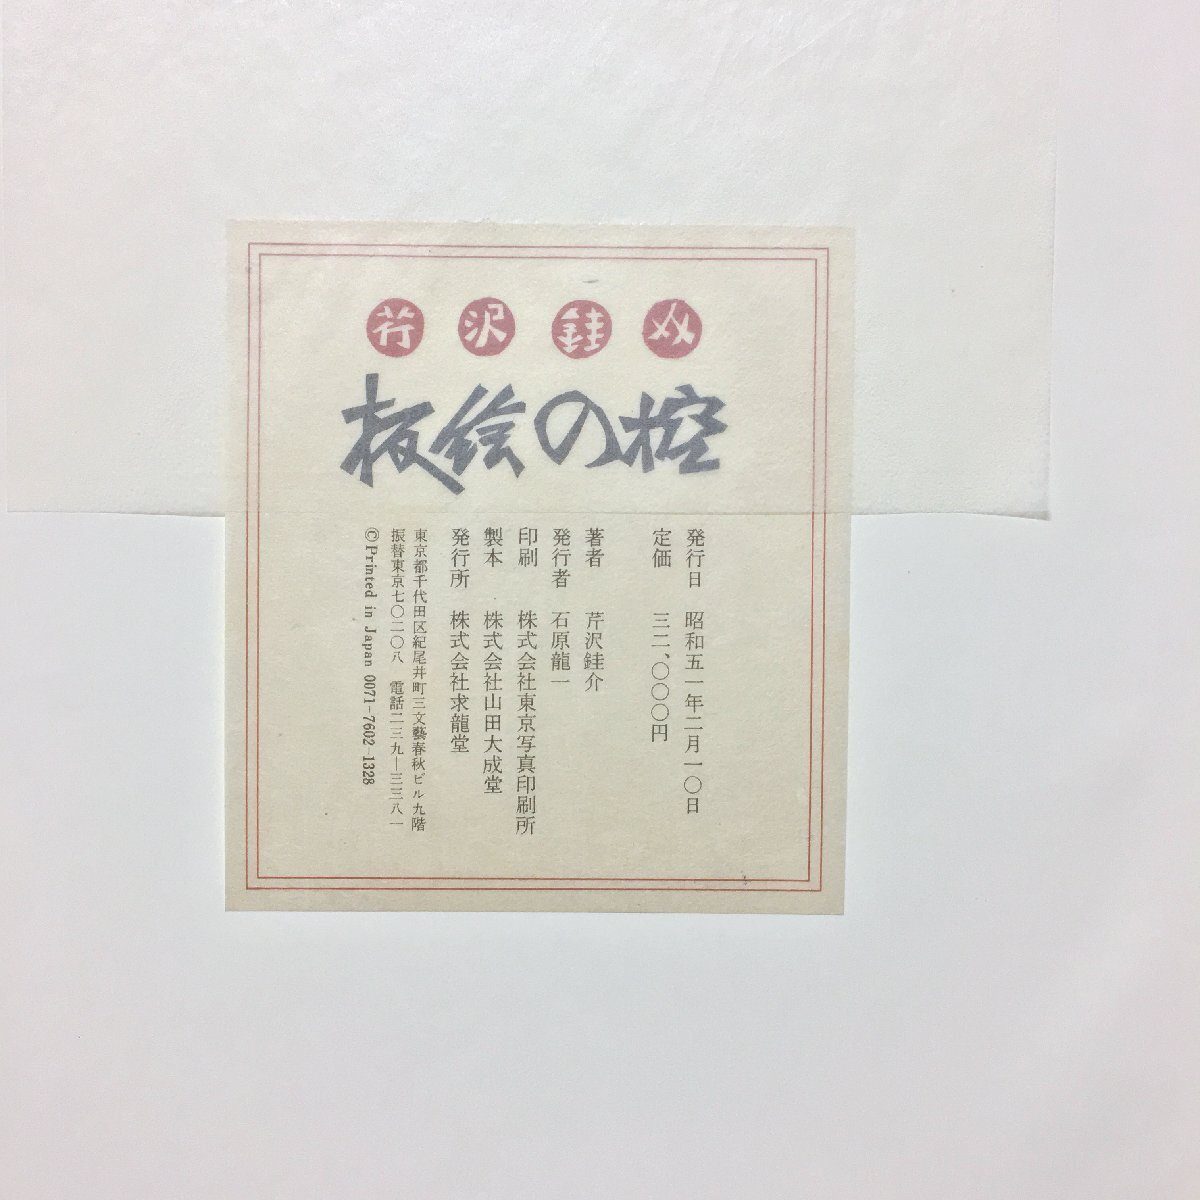 芹沢銈介
板絵の控
発行日　昭和五一年二月一〇日
定価　三二、〇〇〇円
著者　芹沢銈介
発行者　石原龍一
印刷　株式会社東京写真印刷所
製本　株式会社山田大成堂
発行所　株式会社求龍堂
東京都千代田区紀尾井町三文藝春秋ビル九階
振替東京七〇二〇八　電話二三九―三三八一
©Printed in Japan 0071-7602-1328